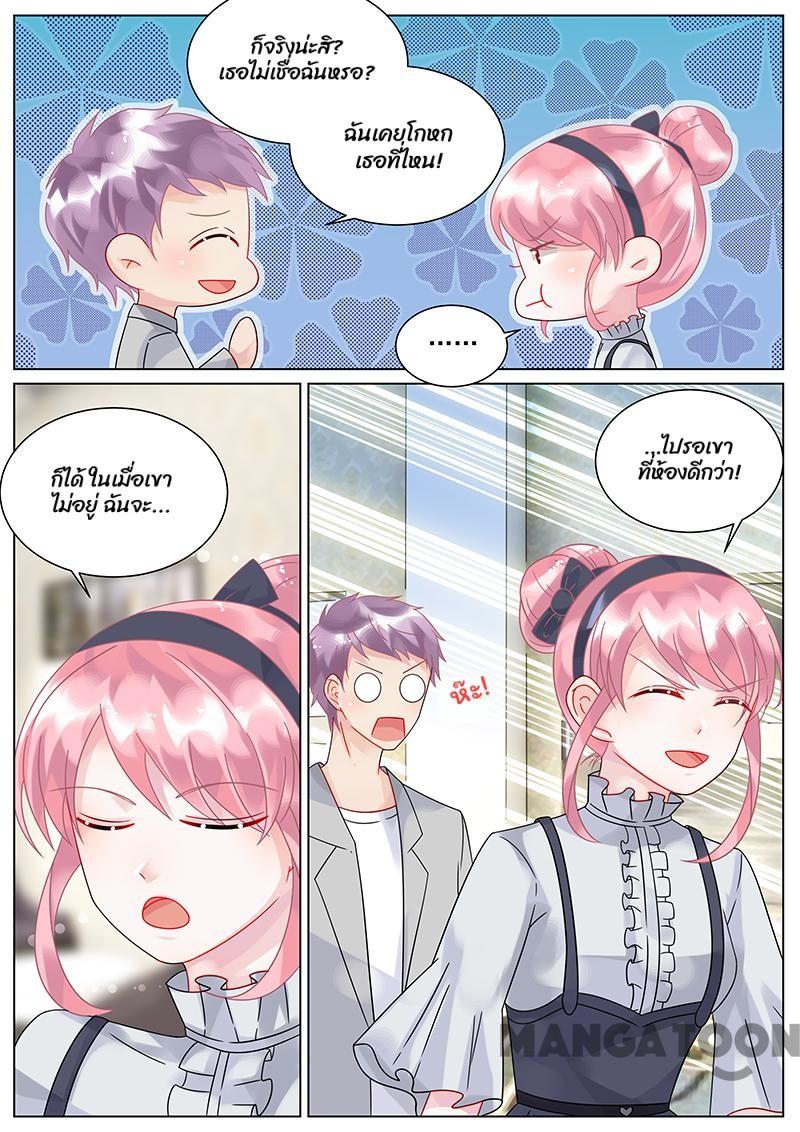 ก็จริงน่ะสิ?
เธอไม่เชื่อฉันหรอ?
ฉันเคยโกหก
เธอที่ไหน!
......
ก็ได้ ในเมื่อเขา
ไม่อยู่ ฉันจะ...
...ไปรอเขา
ที่ห้องดีกว่า!
ห๊ะ!
MANGATOON